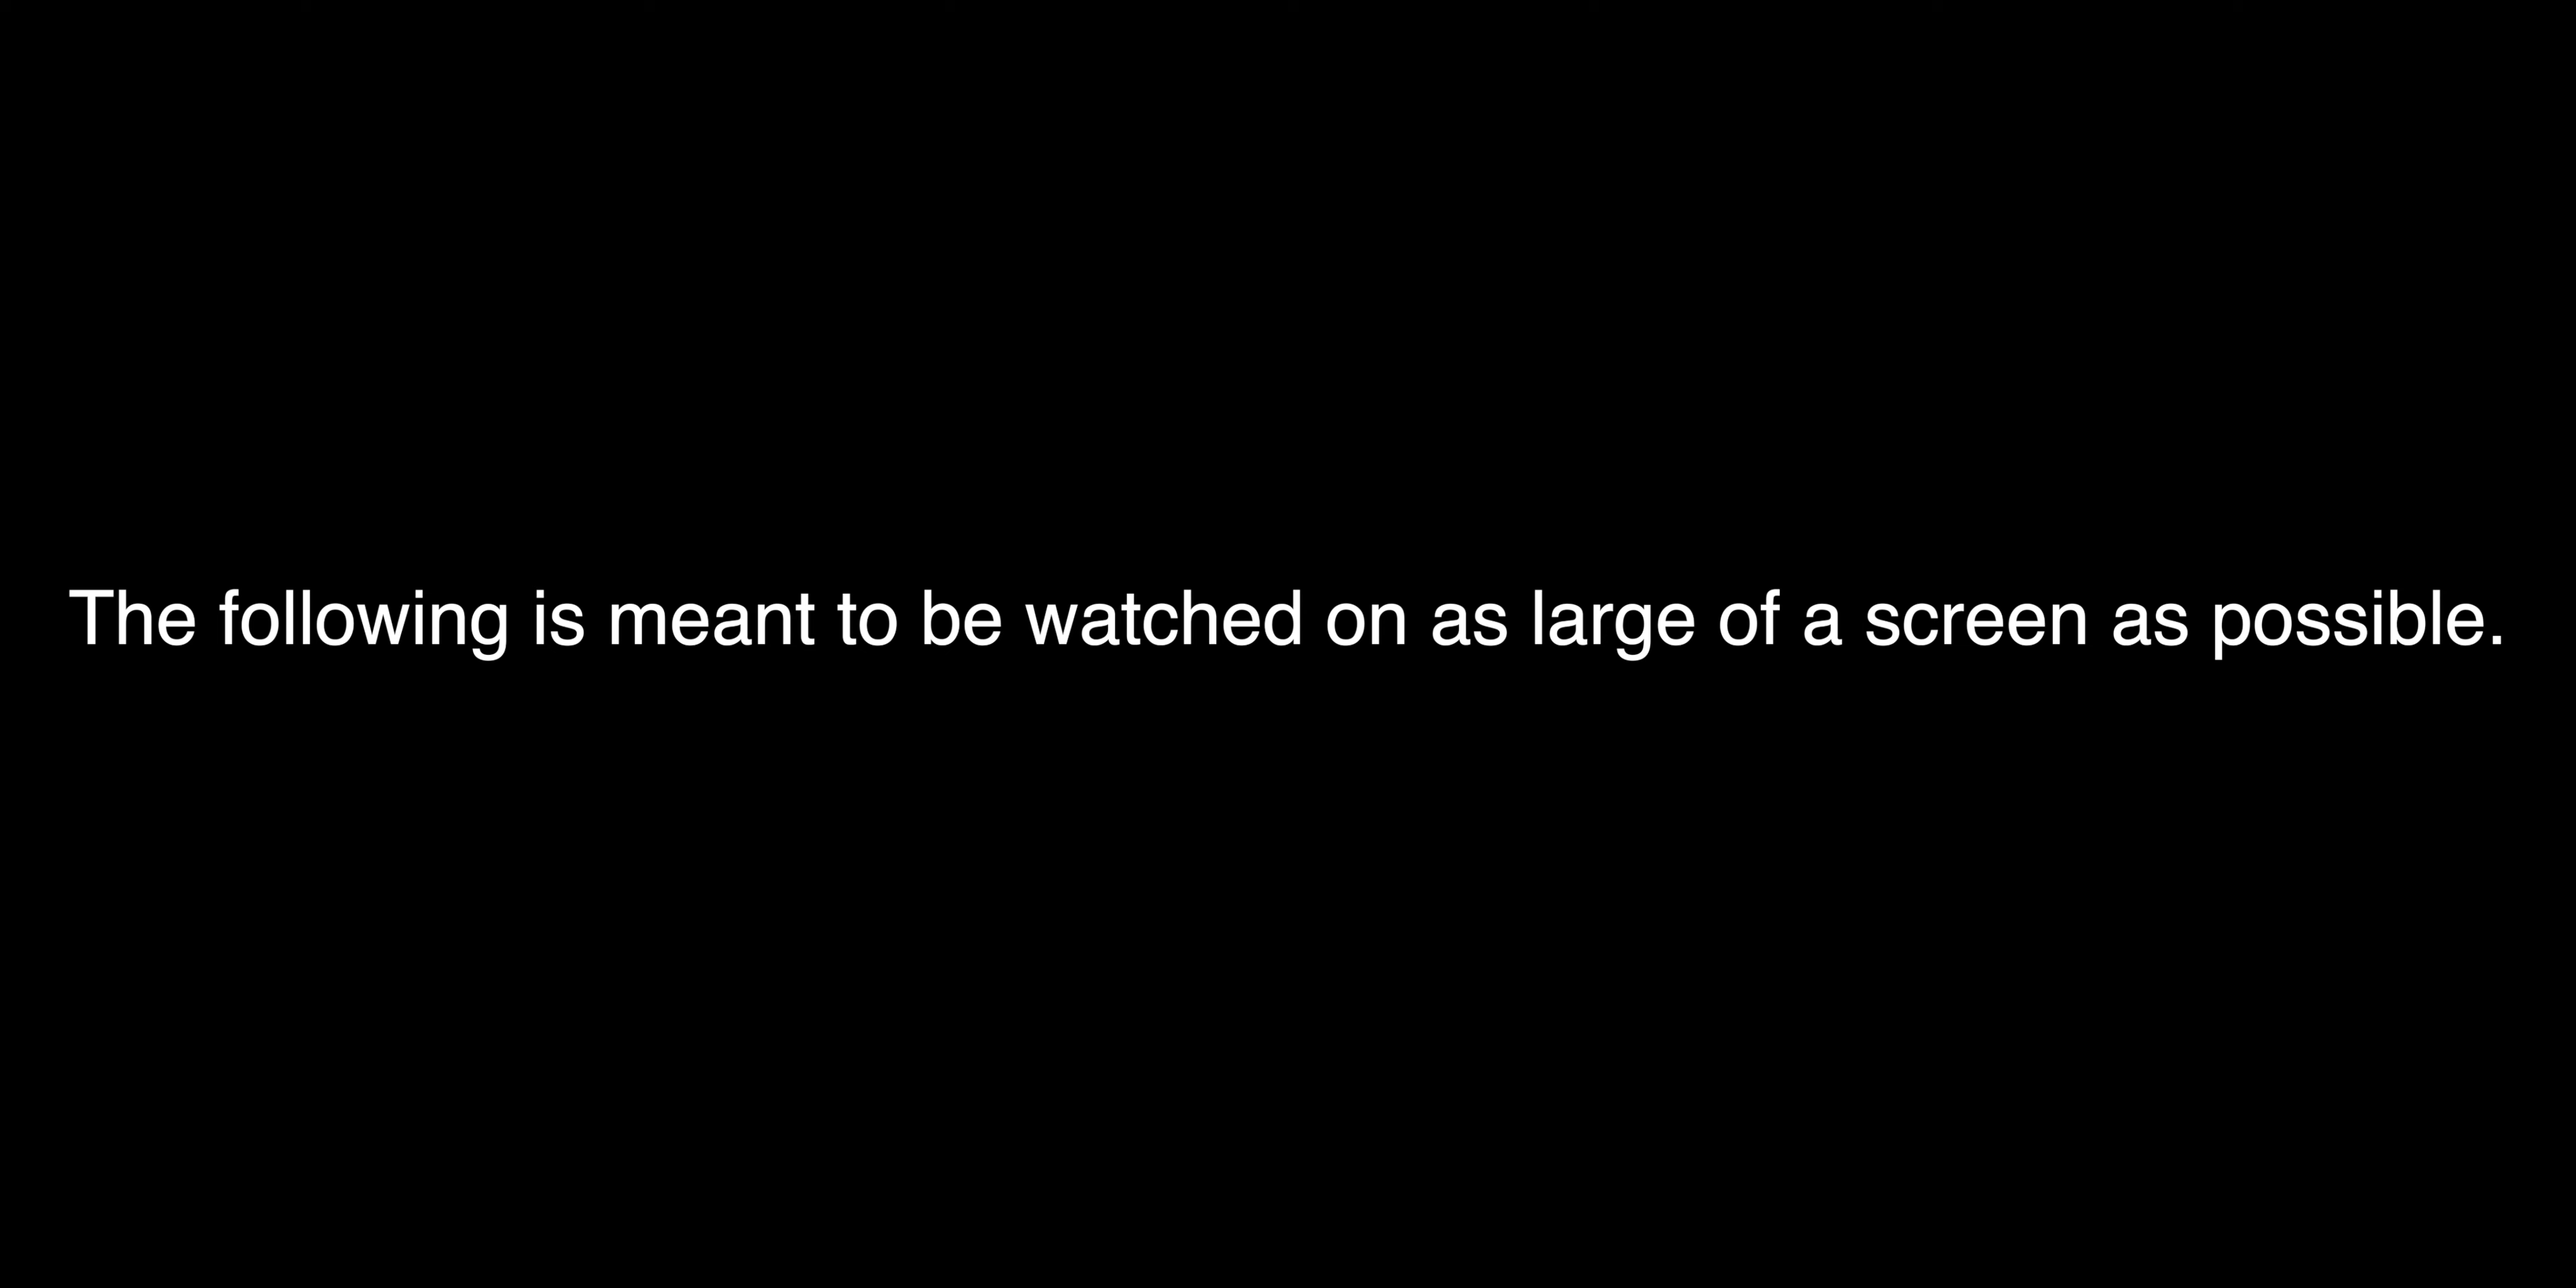 The following is meant to be watched on as large of a screen as possible.